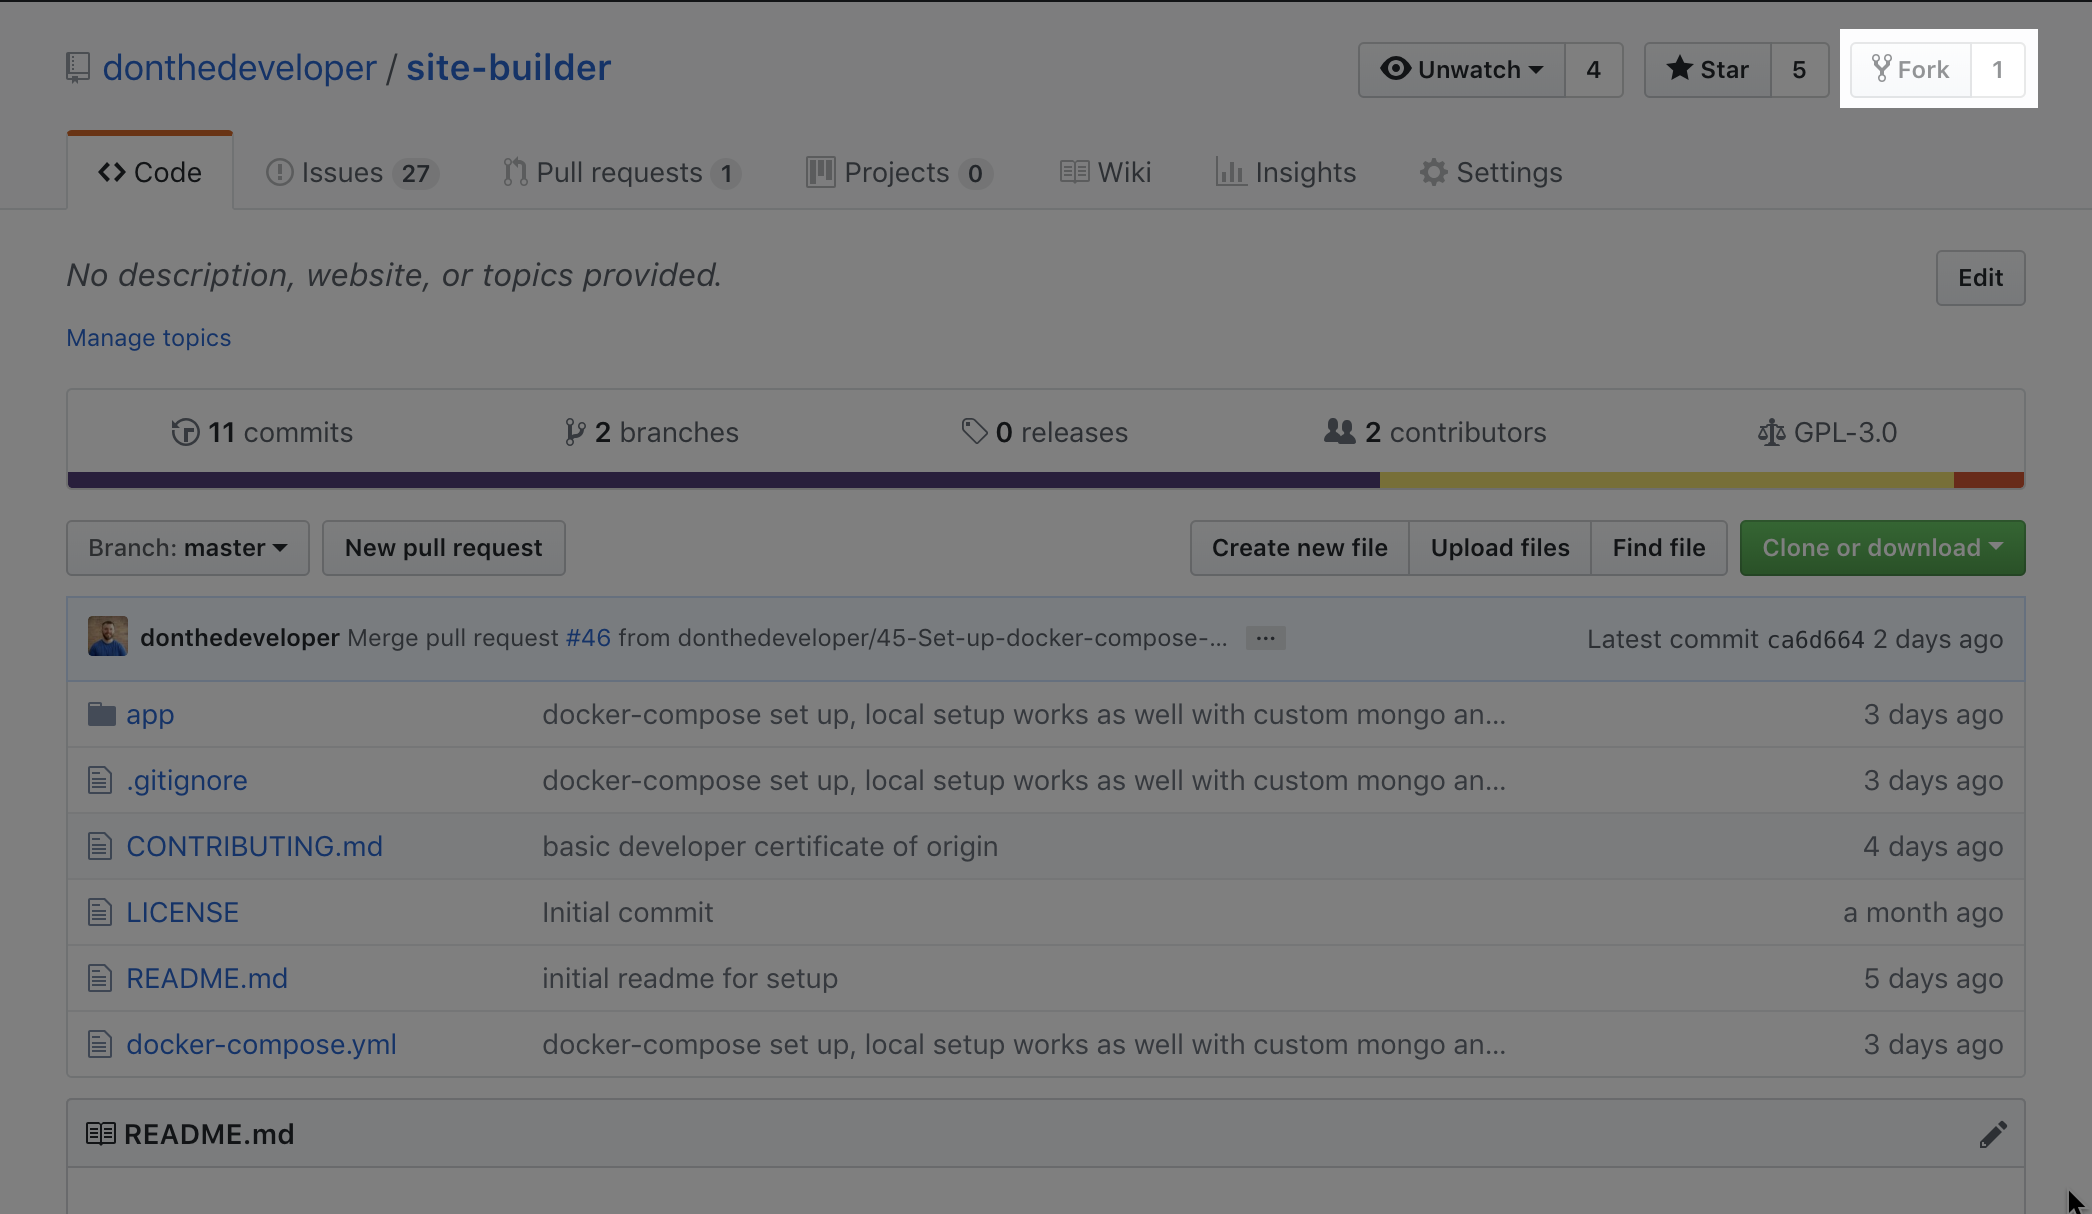 donthedeveloper / site-builder
Unwatch 4 Star 5 Fork 1
Code Issues 27 Pull requests 1 Projects 0 Wiki Insights Settings
No description, website, or topics provided.
Edit
Manage topics
11 commits 2 branches 0 releases 2 contributors GPL-3.0
Branch: master New pull request Create new file Upload files Find file Clone or download
donthedeveloper Merge pull request #46 from donthedeveloper/45-Set-up-docker-compose-... ... Latest commit ca6d664 2 days ago
app docker-compose set up, local setup works as well with custom mongo an... 3 days ago
.gitignore docker-compose set up, local setup works as well with custom mongo an... 3 days ago
CONTRIBUTING.md basic developer certificate of origin 4 days ago
LICENSE Initial commit a month ago
README.md initial readme for setup 5 days ago
docker-compose.yml docker-compose set up, local setup works as well with custom mongo an... 3 days ago
README.md